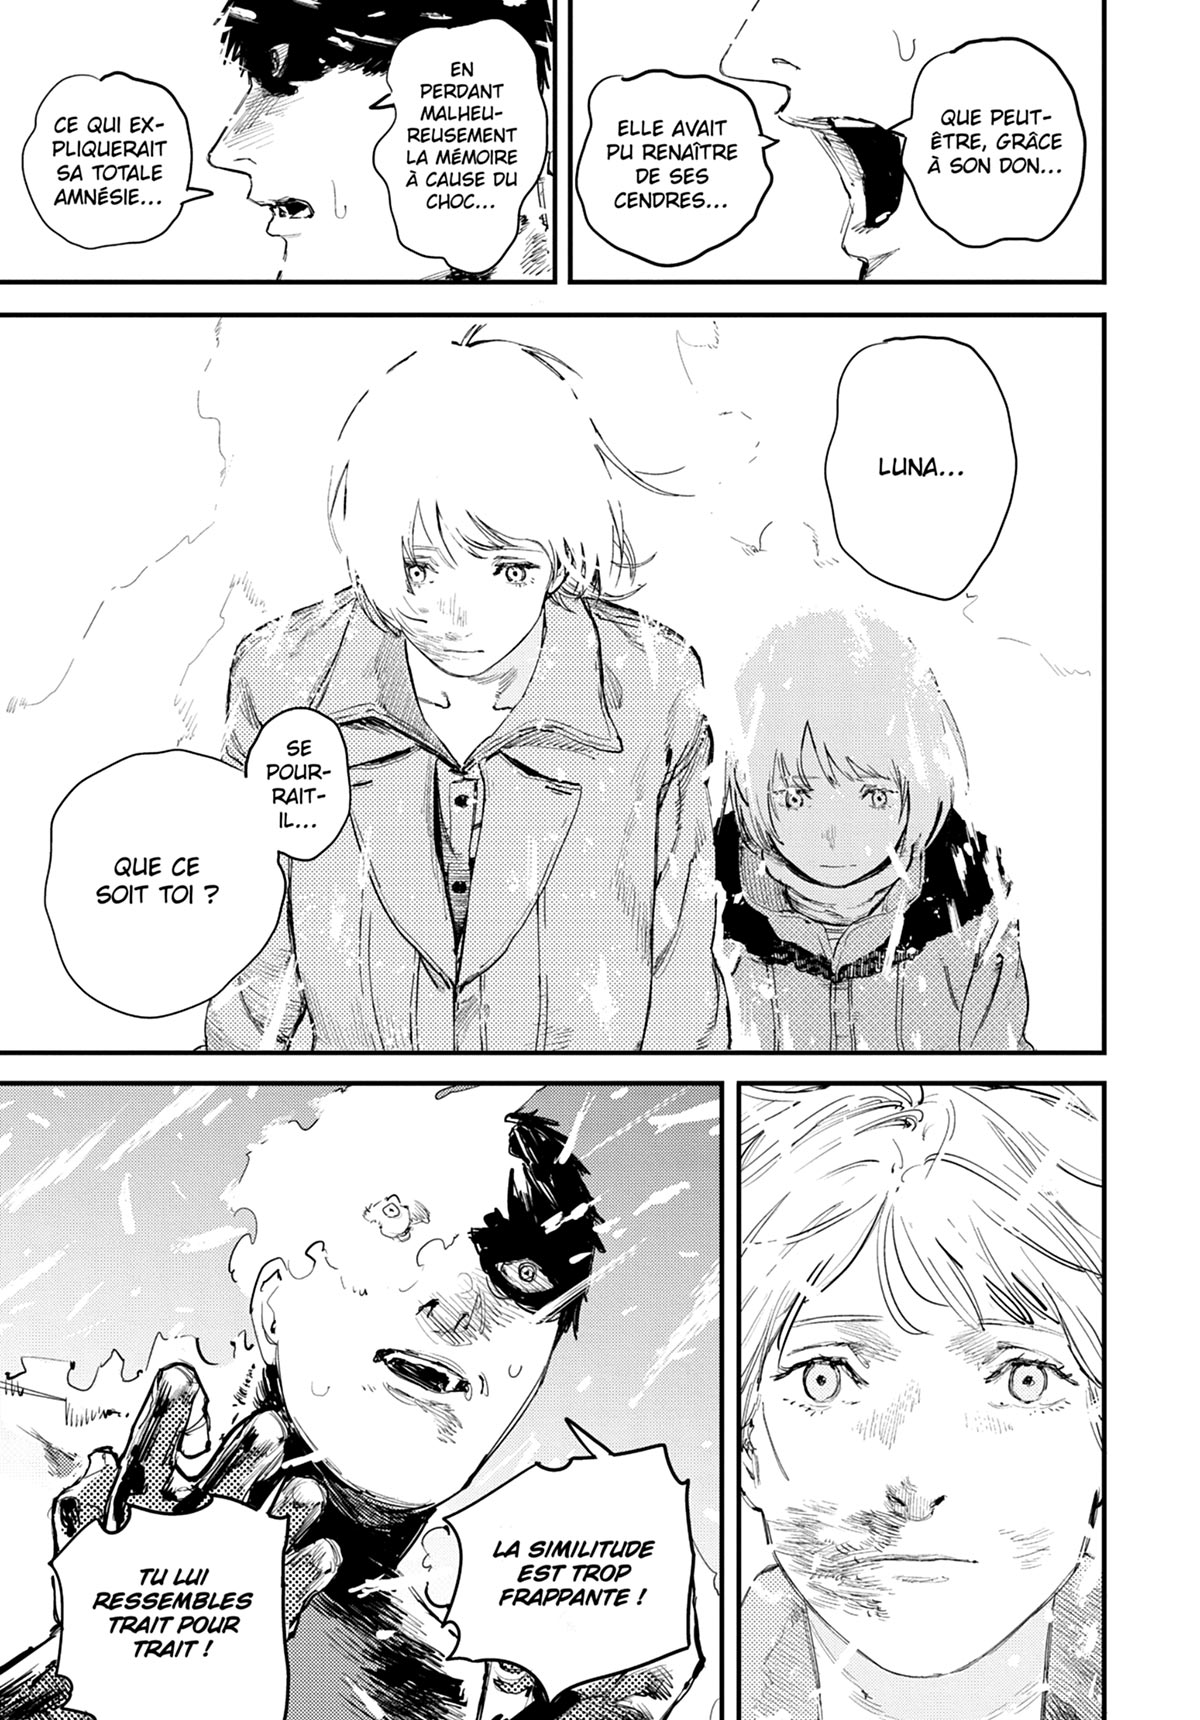 QUE PEUT-
ÊTRE, GRÂCE
À SON DON...
ELLE AVAIT
PU RENAÎTRE
DE SES
CENDRES...
EN
PERDANT
MALHEU-
REUSEMENT
LA MÉMOIRE
À CAUSE DU
CHOC...
CE QUI EX-
PLIQUERAIT
SA TOTALE
AMNÉSIE...
LUNA...
SE
POUR-
RAIT-
IL...
QUE CE
SOIT TOI ?
LA SIMILITUDE
EST TROP
FRAPPANTE !
TU LUI
RESSEMBLES
TRAIT POUR
TRAIT !